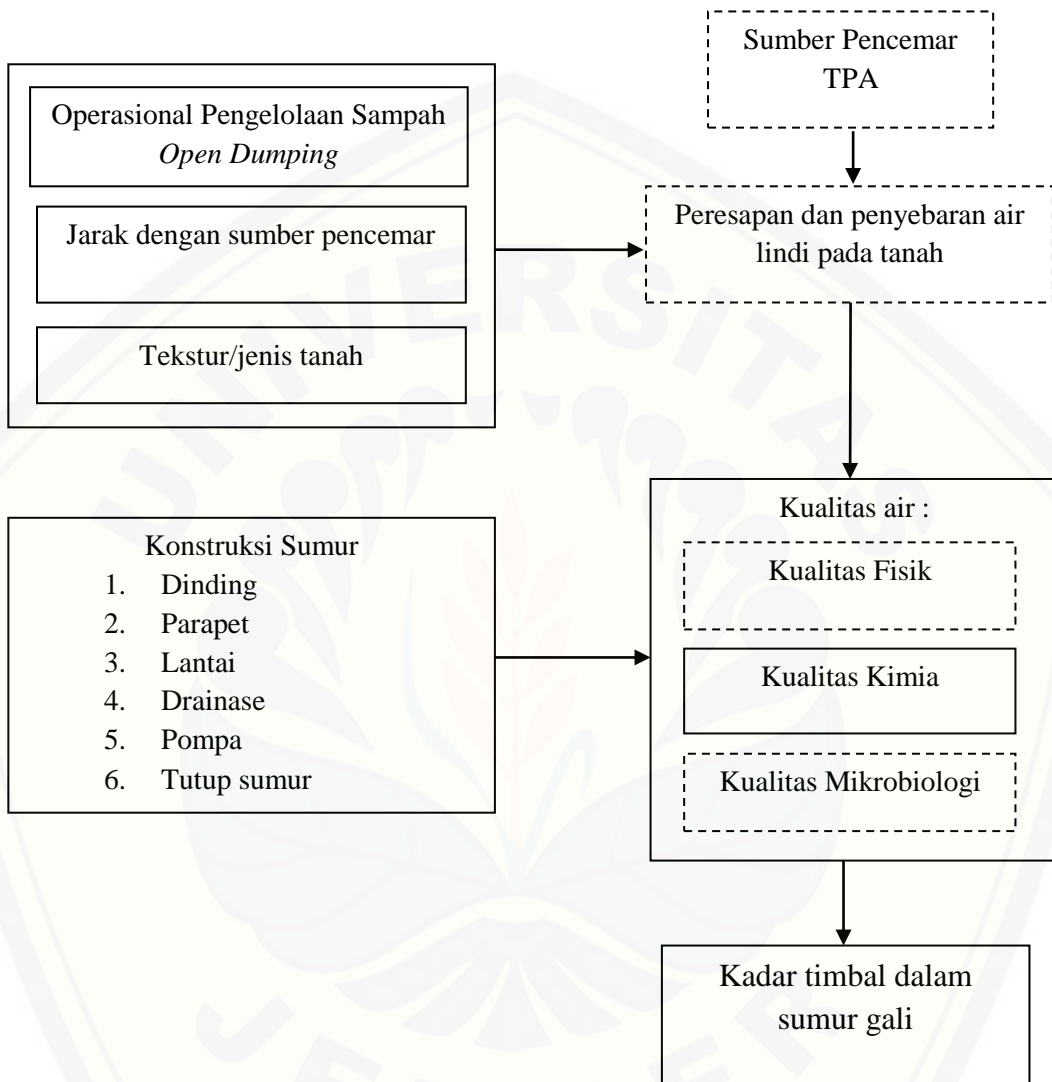 Sumber Pencemar
TPA
Operasional Pengelolaan Sampah
Open Dumping
Jarak dengan sumber pencemar
Tekstur/jenis tanah
Peresapan dan penyebaran air
lindi pada tanah
Konstruksi Sumur
1. Dinding
2. Parapet
3. Lantai
4. Drainase
5. Pompa
6. Tutup sumur
Kualitas air :
Kualitas Fisik
Kualitas Kimia
Kualitas Mikrobiologi
Kadar timbal dalam
sumur gali
UNIVERSITAS